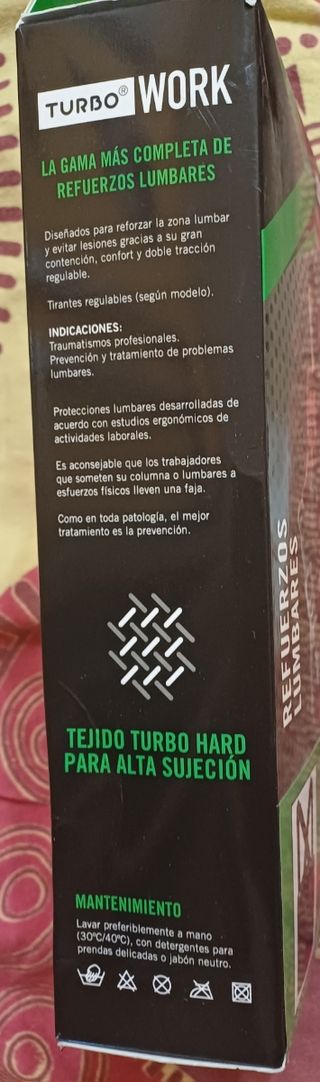 TURBO® WORK
LA GAMA MÁS COMPLETA DE
REFUERZOS LUMBARES
Diseñados para reforzar la zona lumbar
y evitar lesiones gracias a su gran
contención, confort y doble tracción
regulable.
Tirantes regulables (según modelo).
INDICACIONES:
Traumatismos profesionales.
Prevención y tratamiento de problemas
lumbares.
Protecciones lumbares desarrolladas de
acuerdo con estudios ergonómicos de
actividades laborales.
Es aconsejable que los trabajadores
que someten su columna o lumbares a
esfuerzos físicos lleven una faja.
Como en toda patología, el mejor
tratamiento es la prevención.
TEJIDO TURBO HARD
PARA ALTA SUJECIÓN
MANTENIMIENTO
Lavar preferiblemente a mano
(30ºC/40ºC), con detergentes para
prendas delicadas o jabón neutro.
REFUERZOS
LUMBARES